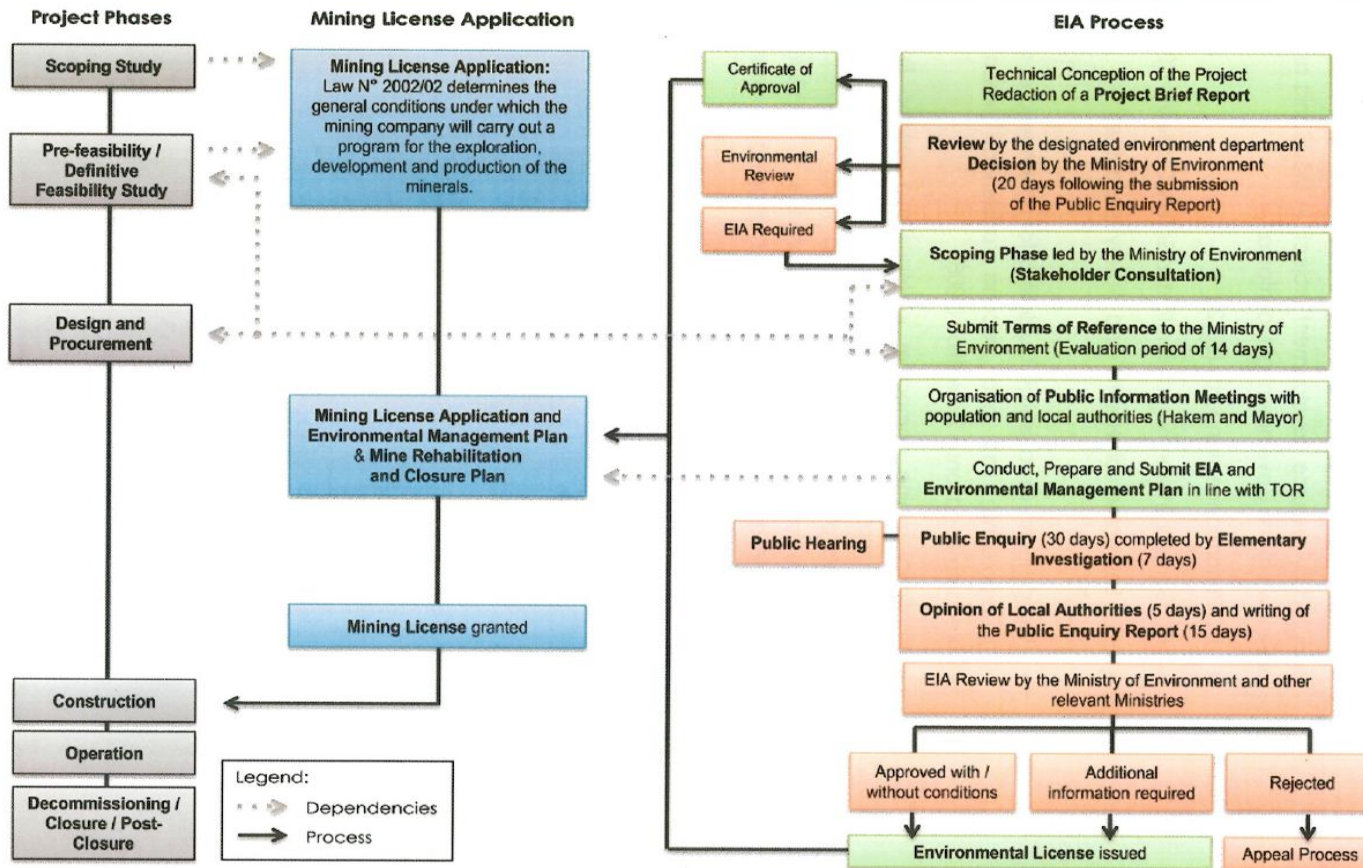 Project Phases
Scoping Study
Pre-feasibility /
Definitive
Feasibility Study
Design and
Procurement
Construction
Operation
Decommissioning /
Closure / Post-
Closure
Mining License Application
Mining License Application:
Law N° 2002/02 determines the
general conditions under which the
mining company will carry out a
program for the exploration,
development and production of the
minerals.
Mining License Application and
Environmental Management Plan
& Mine Rehabilitation
and Closure Plan
Mining License granted
Legend:
Dependencies
Process
EIA Process
Certificate of
Approval
Environmental
Review
EIA Required
Technical Conception of the Project
Redaction of a Project Brief Report
Review by the designated environment department
Decision by the Ministry of Environment
(20 days following the submission
of the Public Enquiry Report)
Scoping Phase led by the Ministry of Environment
(Stakeholder Consultation)
Submit Terms of Reference to the Ministry of
Environment (Evaluation period of 14 days)
Organisation of Public Information Meetings with
population and local authorities (Hakem and Mayor)
Conduct, Prepare and Submit EIA and
Environmental Management Plan in line with TOR
Public Hearing
Public Enquiry (30 days) completed by Elementary
Investigation (7 days)
Opinion of Local Authorities (5 days) and writing of
the Public Enquiry Report (15 days)
EIA Review by the Ministry of Environment and other
relevant Ministries
Approved with /
without conditions
Additional
information required
Rejected
Environmental License issued
Appeal Process